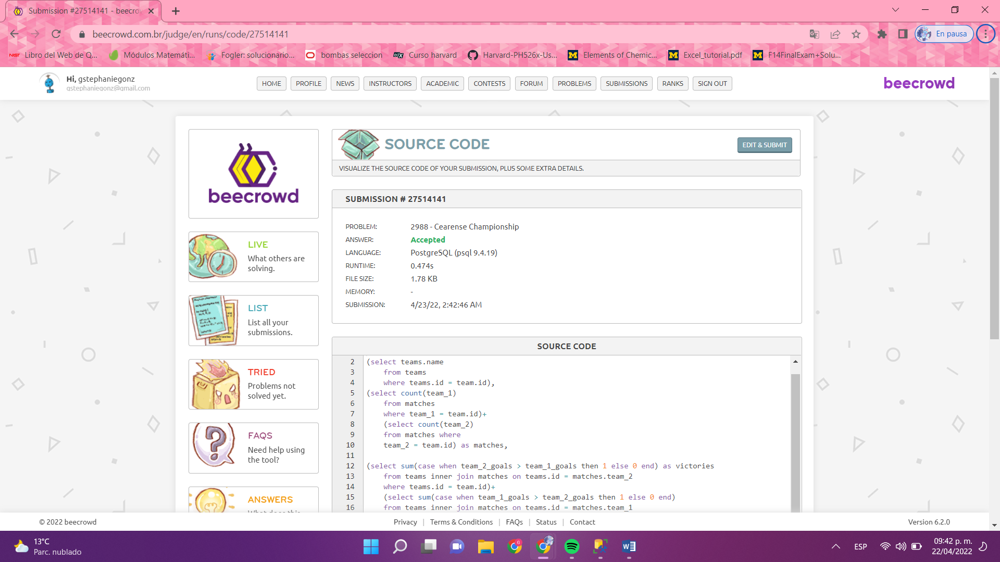 Submission #27514141 - beecro
beecrowd.com.br/judge/en/runs/code/27514141
En pausa
NIST Libro del Web de Q...
Módulos Matemáti...
Fogler: solucionario...
bombas seleccion
edX Curso harvard
Harvard-PH526x-Us...
M Elements of Chemic...
M Excel_tutorial.pdf
M F14FinalExam+Solu...
Hi, gstephaniegonz
gstephaniegonz@gmail.com
HOME PROFILE NEWS INSTRUCTORS ACADEMIC CONTESTS FORUM PROBLEMS SUBMISSIONS RANKS SIGN OUT
beecrowd
beecrowd
LIVE
What others are
solving.
LIST
List all your
submissions.
TRIED
Problems not
solved yet.
FAQS
Need help using
the tool?
ANSWERS
What does this
SOURCE CODE
EDIT & SUBMIT
VISUALIZE THE SOURCE CODE OF YOUR SUBMISSION, PLUS SOME EXTRA DETAILS.
SUBMISSION # 27514141
PROBLEM: 2988 - Cearense Championship
ANSWER: Accepted
LANGUAGE: PostgreSQL (psql 9.4.19)
RUNTIME: 0.474s
FILE SIZE: 1.78 KB
MEMORY: -
SUBMISSION: 4/23/22, 2:42:46 AM
SOURCE CODE
2 (select teams.name
3 from teams
4 where teams.id = team.id),
5 (select count(team_1)
6 from matches
7 where team_1 = team.id)+
8 (select count(team_2)
9 from matches where
10 team_2 = team.id) as matches,
11
12 (select sum(case when team_2_goals > team_1_goals then 1 else 0 end) as victories
13 from teams inner join matches on teams.id = matches.team_2
14 where teams.id = team.id)+
15 (select sum(case when team_1_goals > team_2_goals then 1 else 0 end)
16 from teams inner join matches on teams.id = matches.team_1
© 2022 beecrowd
Privacy | Terms & Conditions | FAQs | Status | Contact
Version 6.2.0
13°C
Parc. nublado
ESP
09:42 p. m.
22/04/2022